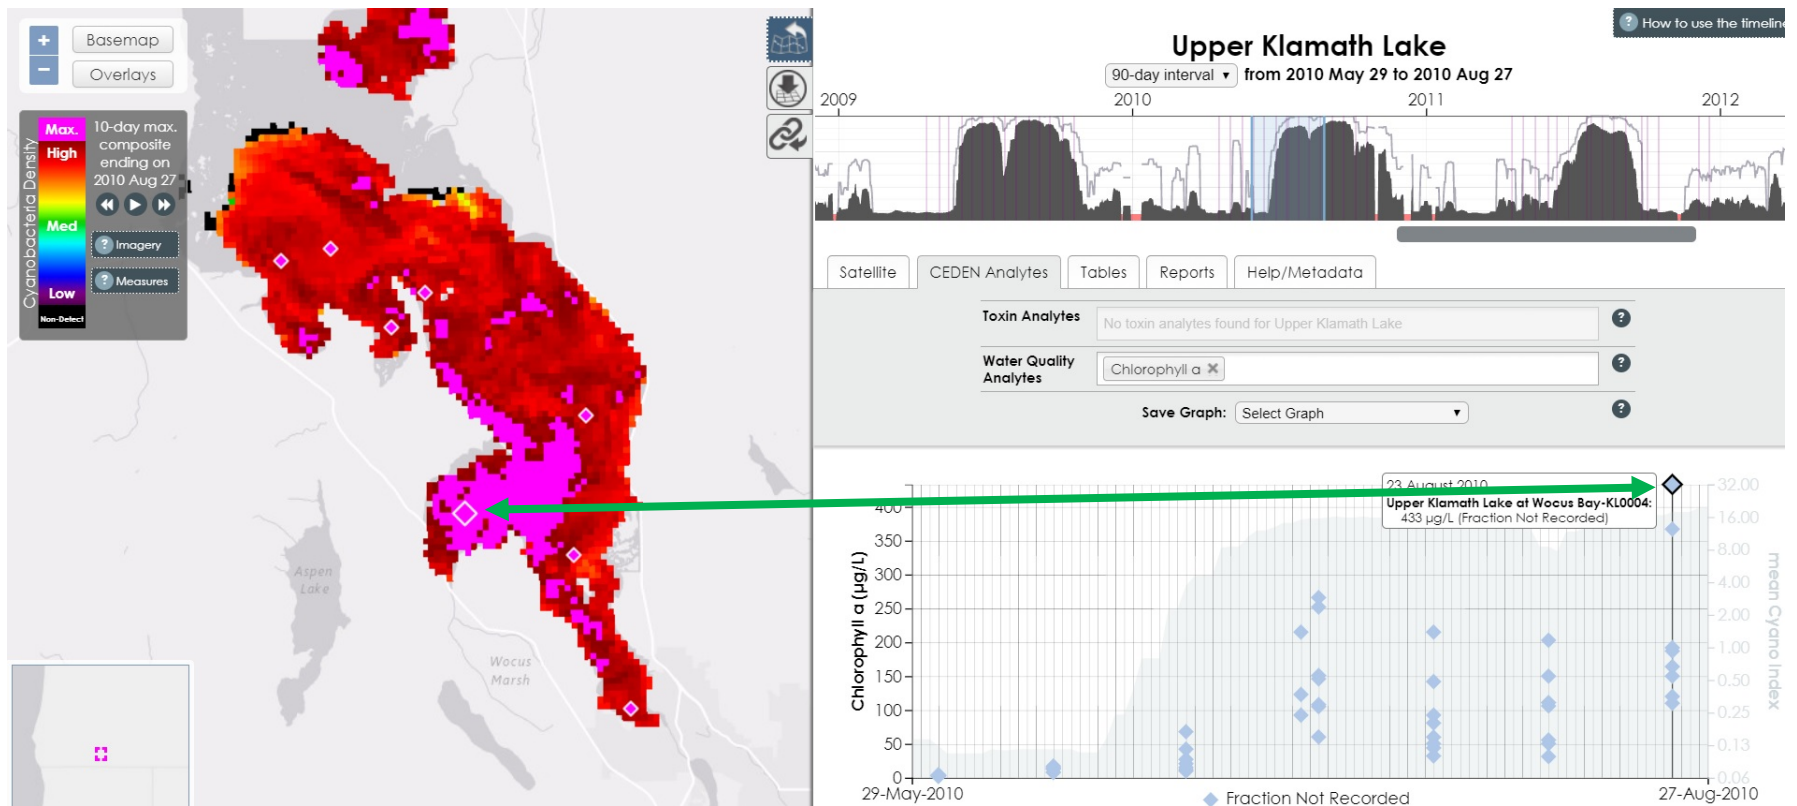 Basemap
Overlays
Cyanobacteria Density
Max.
High
Med
Low
Non-Detect
10-day max.
composite
ending on
2010 Aug 27
? Imagery
? Measures
Aspen
Lake
Wocus
Marsh
? How to use the timeline
Upper Klamath Lake
90-day interval from 2010 May 29 to 2010 Aug 27
2009 2010 2011 2012
Satellite CEDEN Analytes Tables Reports Help/Metadata
Toxin Analytes No toxin analytes found for Upper Klamath Lake ?
Water Quality
Analytes
Chlorophyll a ?
Save Graph: Select Graph ?
23 August 2010
Upper Klamath Lake at Wocus Bay-KL0004:
433 µg/L (Fraction Not Recorded)
Chlorophyll a (µg/L)
400
350
300
250
200
150
100
50
0
32.00
16.00
8.00
4.00
2.00
1.00
0.50
0.25
0.13
0.06
mean Cyano Index
29-May-2010 27-Aug-2010
Fraction Not Recorded